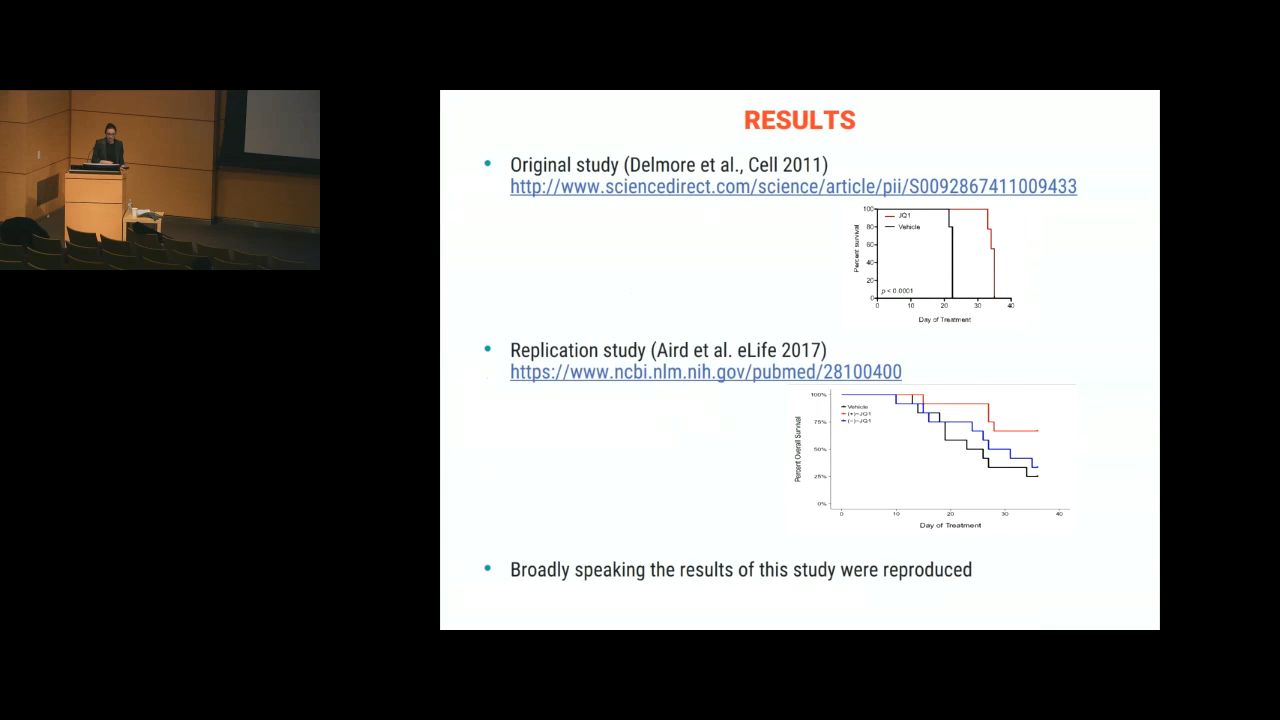 RESULTS
• Original study (Delmore et al., Cell 2011)
http://www.sciencedirect.com/science/article/pii/S0092867411009433
100
80
60
40
20
0
Percent survival
JQ1
Vehicle
p < 0.0001
0 10 20 30 40
Day of Treatment
• Replication study (Aird et al. eLife 2017)
https://www.ncbi.nlm.nih.gov/pubmed/28100400
100%
75%
50%
25%
0%
Percent Overall Survival
Vehicle
(+)-JQ1
(-)-JQ1
0 10 20 30 40
Day of Treatment
• Broadly speaking the results of this study were reproduced